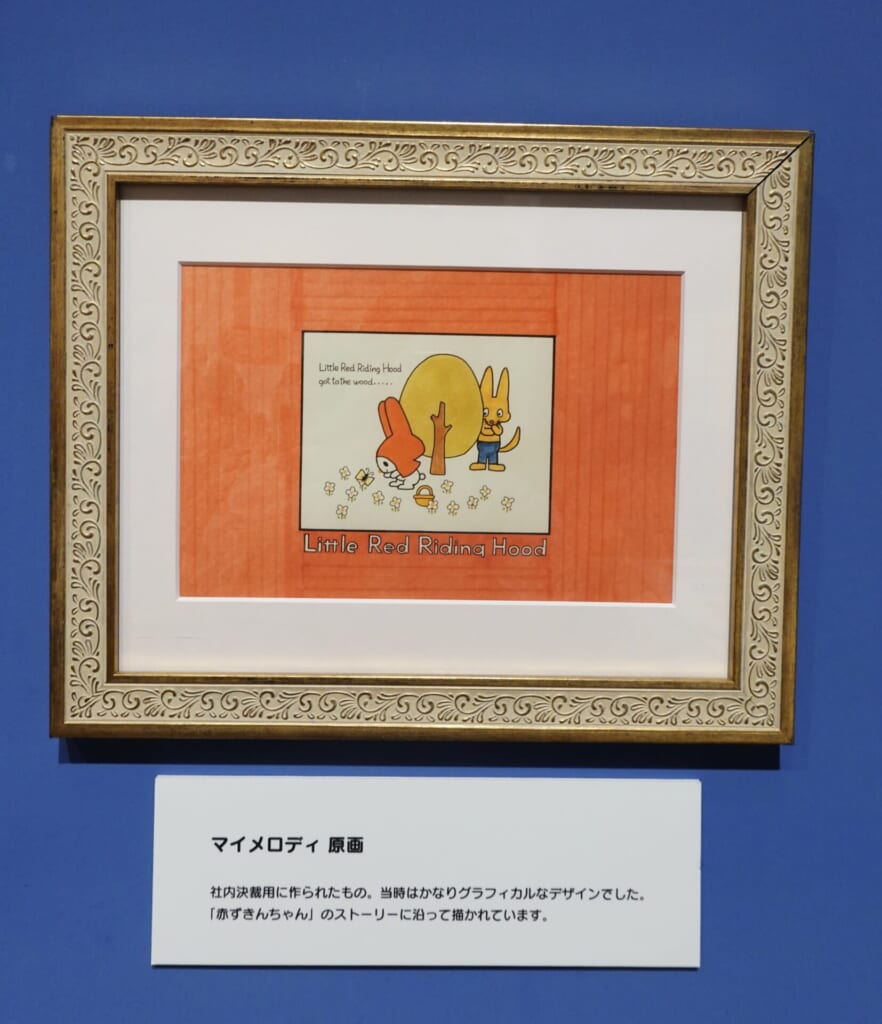 Little Red Riding Hood
got to the wood.....
Little Red Riding Hood
マイメロディ 原画
社内決裁用に作られたもの。当時はかなりグラフィカルなデザインでした。
「赤ずきんちゃん」のストーリーに沿って描かれています。